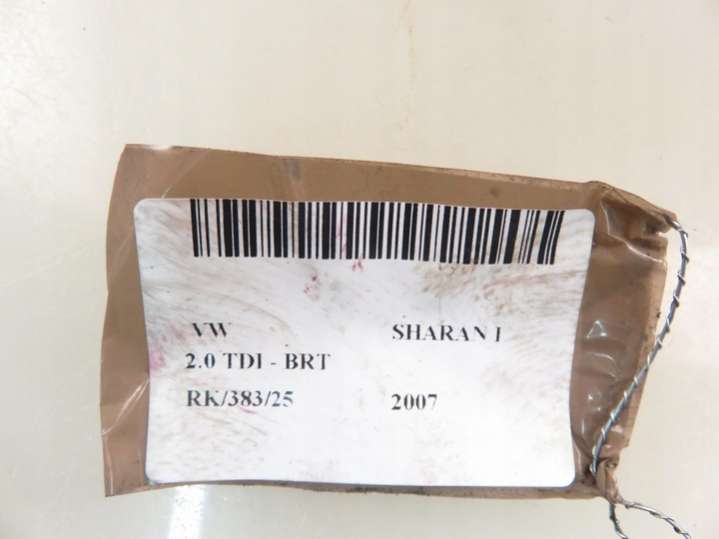 VW SHARAN I
2.0 TDI - BRT
RK/383/25 2007